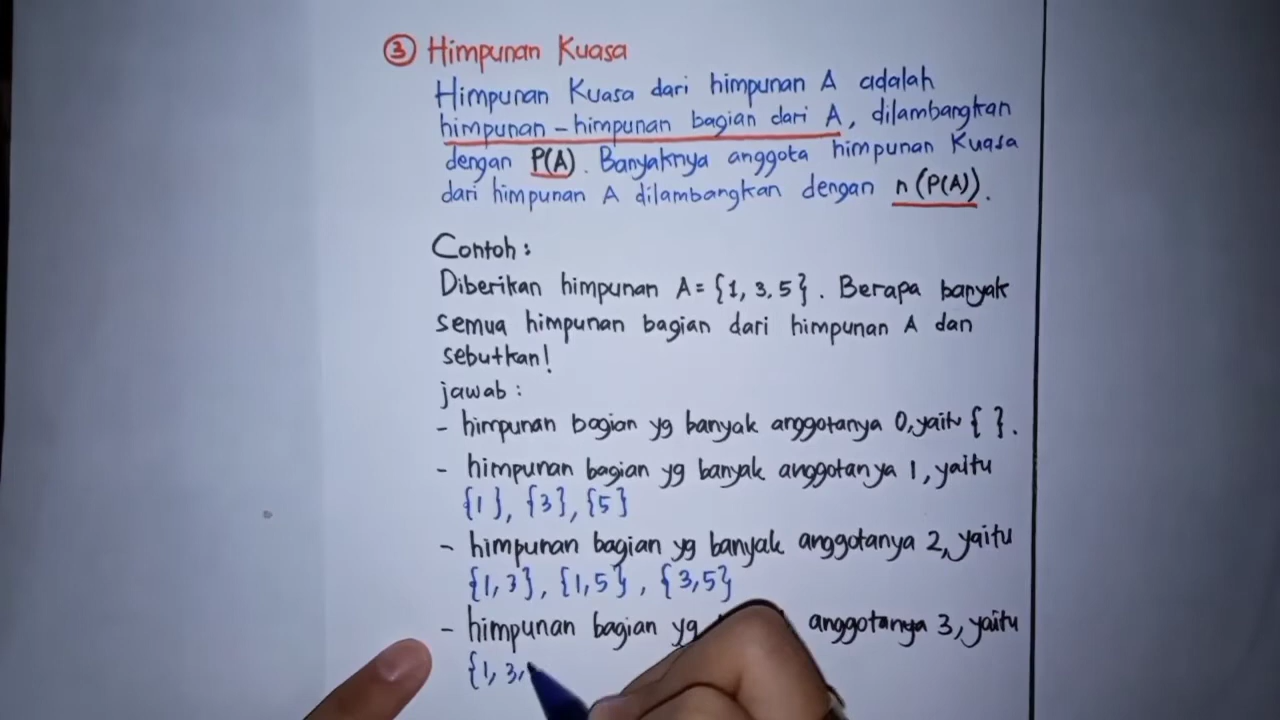 ③ Himpunan Kuasa
Himpunan Kuasa dari himpunan A adalah
himpunan-himpunan bagian dari A, dilambangkan
dengan P(A). Banyaknya anggota himpunan Kuasa
dari himpunan A dilambangkan dengan n(P(A)).
Contoh:
Diberikan himpunan A = {1, 3, 5}. Berapa banyak
semua himpunan bagian dari himpunan A dan
sebutkan!
jawab:
- himpunan bagian yg banyak anggotanya 0, yaitu { }.
- himpunan bagian yg banyak anggotanya 1, yaitu
{1}, {3}, {5}
- himpunan bagian yg banyak anggotanya 2, yaitu
{1, 3}, {1, 5}, {3, 5}
- himpunan bagian yg anggotanya 3, yaitu
{1, 3,